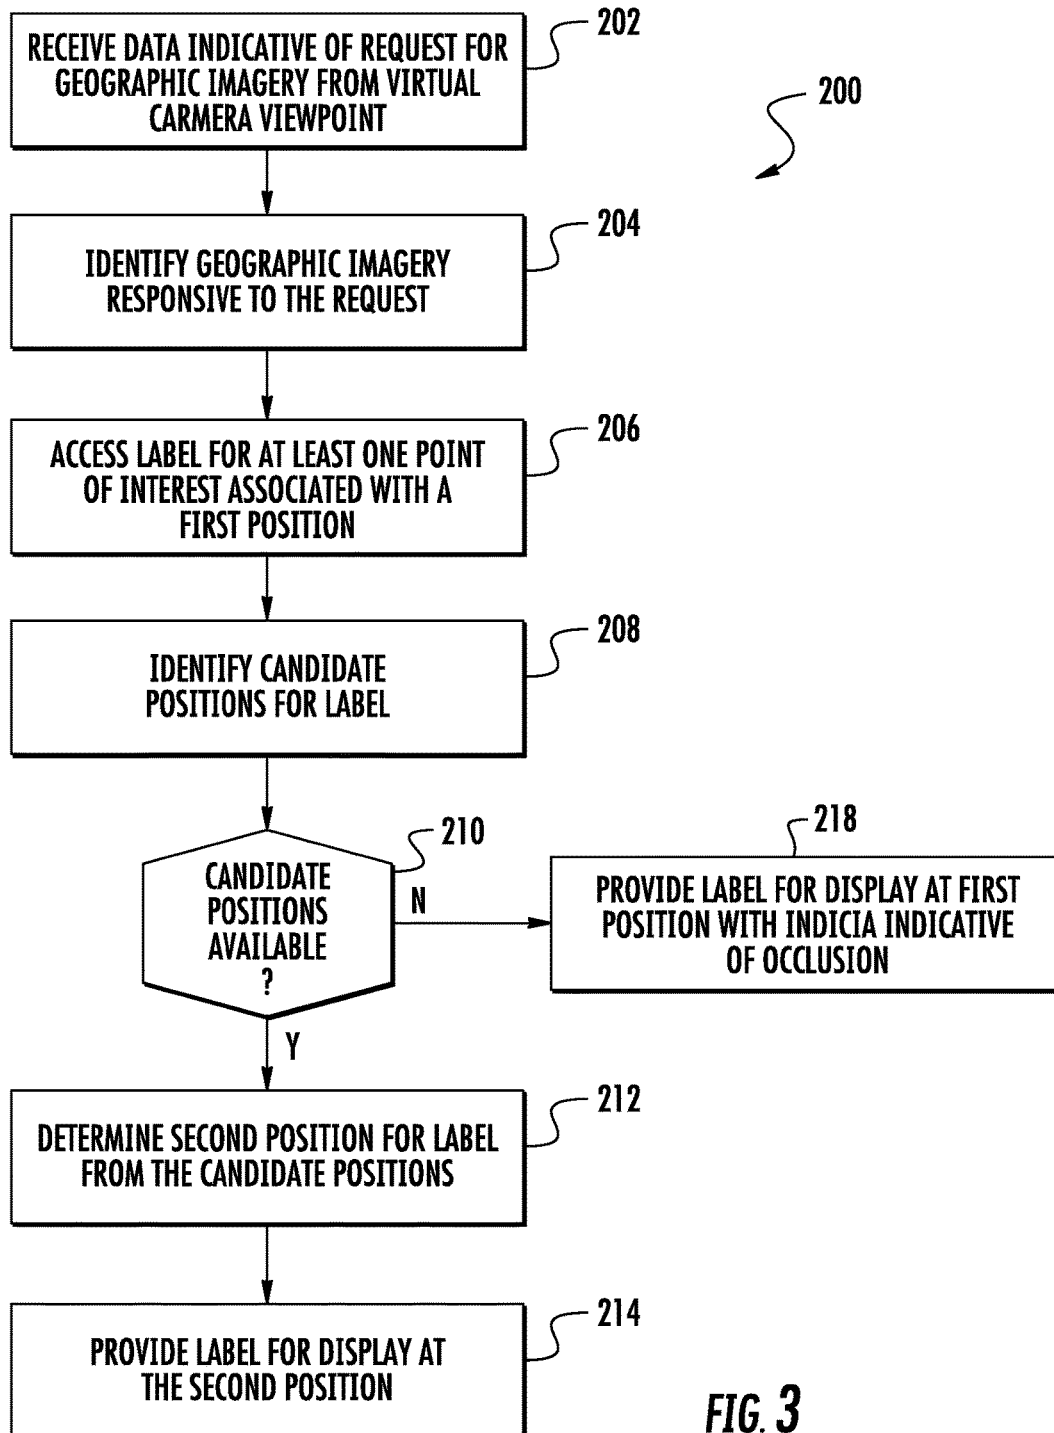 RECEIVE DATA INDICATIVE OF REQUEST FOR
GEOGRAPHIC IMAGERY FROM VIRTUAL
CARMERA VIEWPOINT
202
200
IDENTIFY GEOGRAPHIC IMAGERY
RESPONSIVE TO THE REQUEST
204
ACCESS LABEL FOR AT LEAST ONE POINT
OF INTEREST ASSOCIATED WITH A
FIRST POSITION
206
IDENTIFY CANDIDATE
POSITIONS FOR LABEL
208
CANDIDATE
POSITIONS
AVAILABLE
?
210
N
218
PROVIDE LABEL FOR DISPLAY AT FIRST
POSITION WITH INDICIA INDICATIVE
OF OCCLUSION
Y
DETERMINE SECOND POSITION FOR LABEL
FROM THE CANDIDATE POSITIONS
212
PROVIDE LABEL FOR DISPLAY AT
THE SECOND POSITION
214
FIG. 3